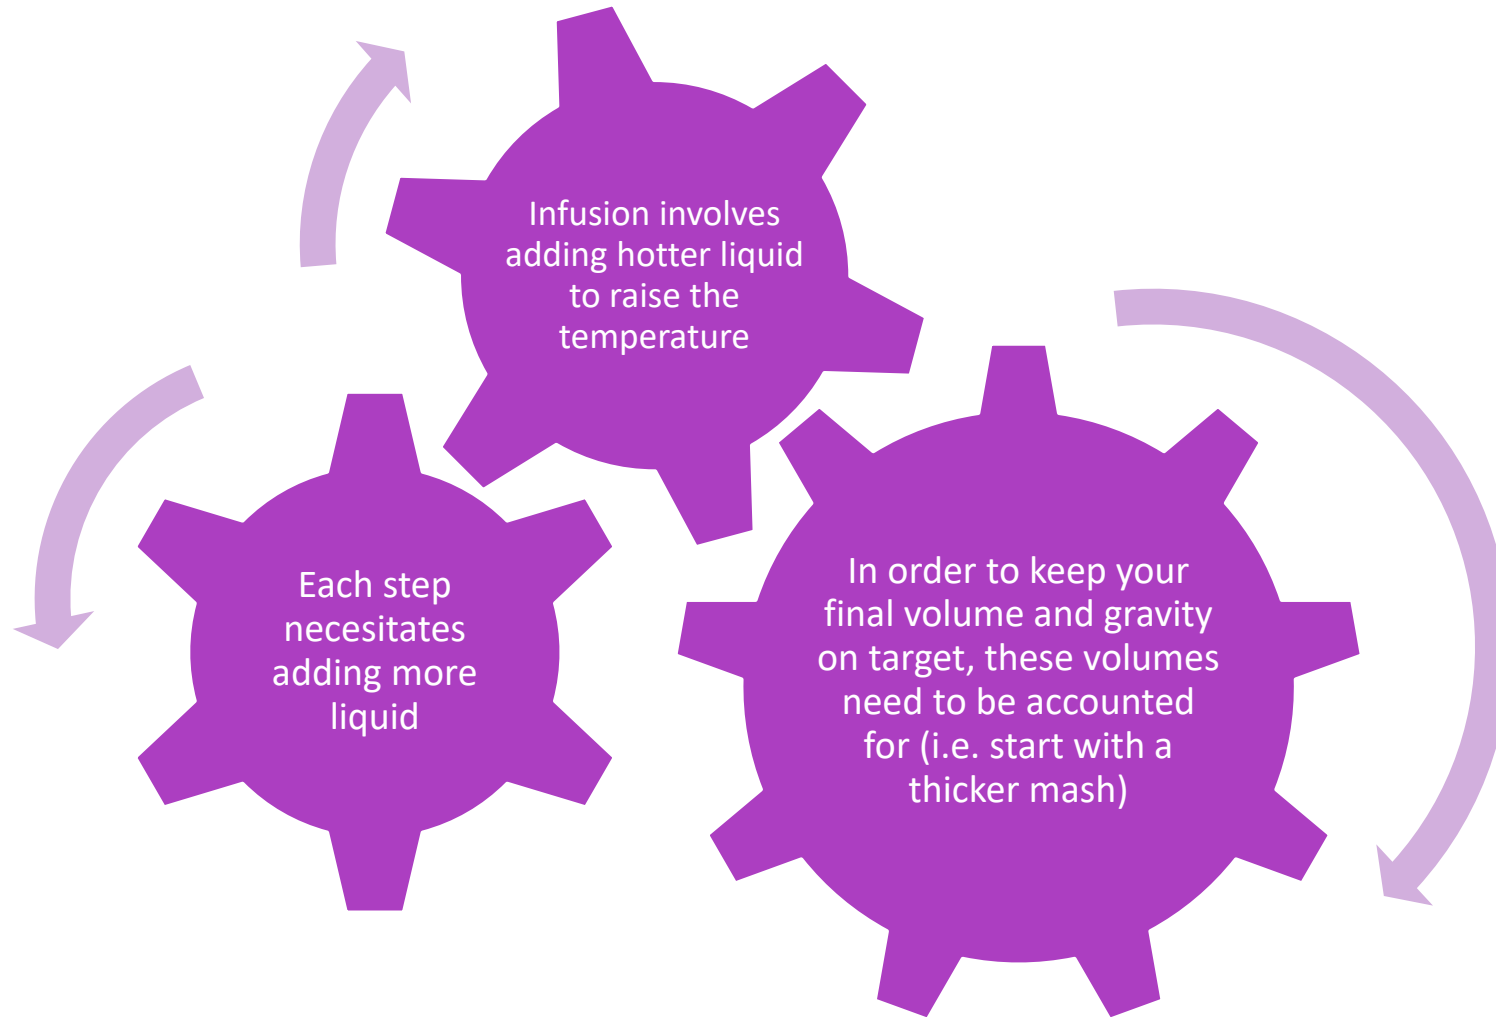 Infusion involves
adding hotter liquid
to raise the
temperature
Each step
necesitates
adding more
liquid
In order to keep your
final volume and gravity
on target, these volumes
need to be accounted
for (i.e. start with a
thicker mash)